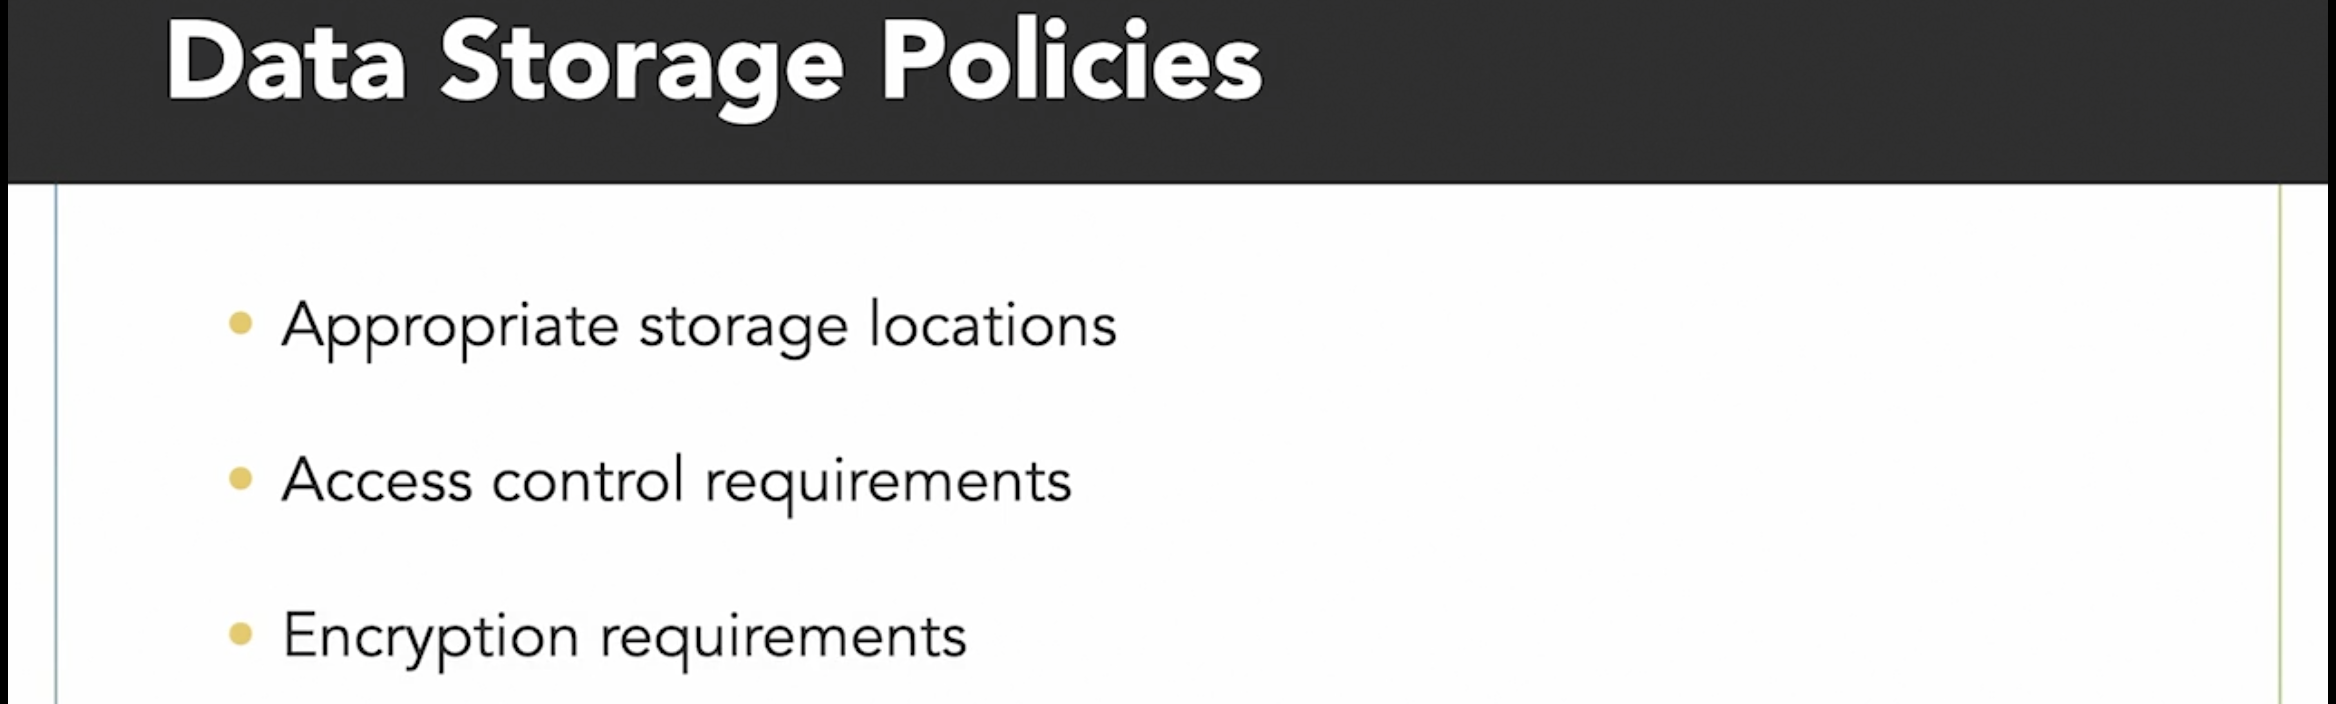 Data Storage Policies
Appropriate storage locations
Access control requirements
Encryption requirements